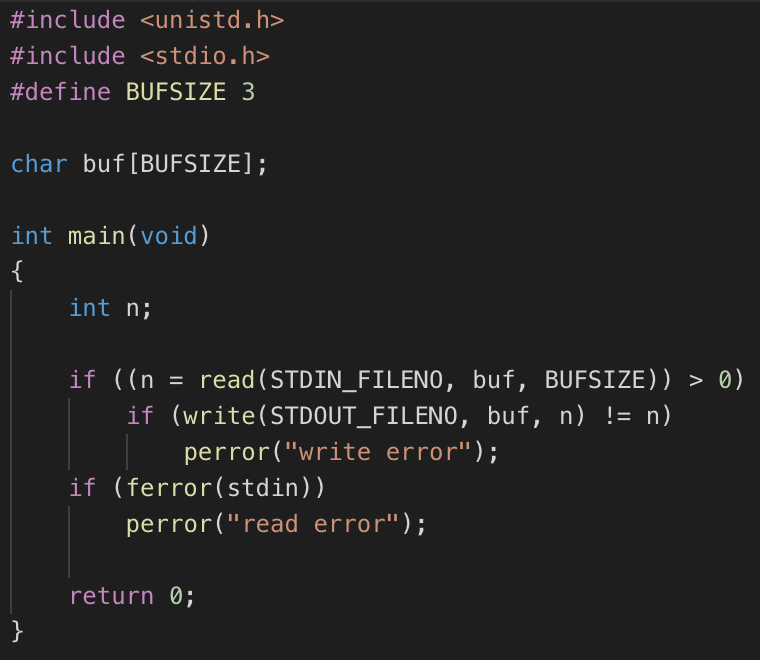 #include <unistd.h>
#include <stdio.h>
#define BUFSIZE 3
char buf[BUFSIZE];
int main(void)
{
int n;
if ((n = read(STDIN_FILENO, buf, BUFSIZE)) > 0)
if (write(STDOUT_FILENO, buf, n) != n)
perror("write error");
if (ferror(stdin))
perror("read error");
return 0;
}